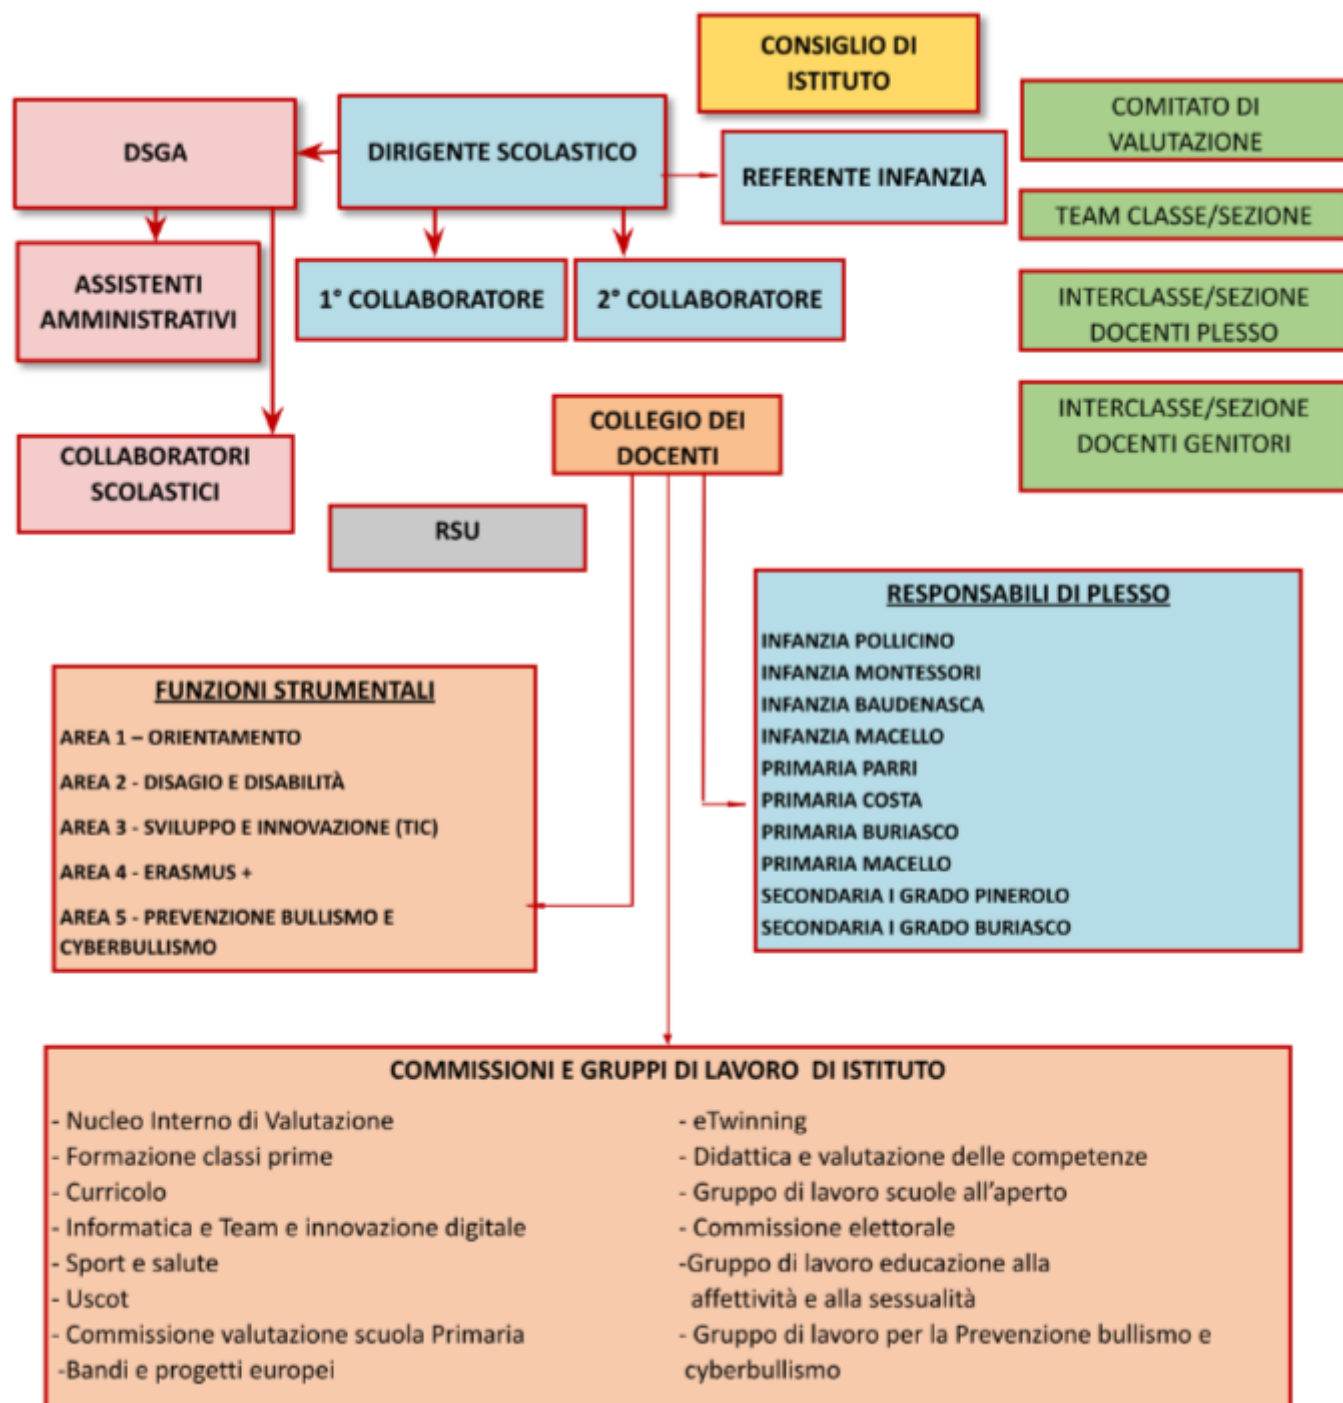 CONSIGLIO DI
ISTITUTO
DSGA
DIRIGENTE SCOLASTICO
REFERENTE INFANZIA
COMITATO DI
VALUTAZIONE
TEAM CLASSE/SEZIONE
INTERCLASSE/SEZIONE
DOCENTI PLESSO
INTERCLASSE/SEZIONE
DOCENTI GENITORI
ASSISTENTI
AMMINISTRATIVI
1° COLLABORATORE
2° COLLABORATORE
COLLABORATORI
SCOLASTICI
COLLEGIO DEI
DOCENTI
RSU
RESPONSABILI DI PLESSO
INFANZIA POLLICINO
INFANZIA MONTESSORI
INFANZIA BAUDENASCA
INFANZIA MACELLO
PRIMARIA PARRI
PRIMARIA COSTA
PRIMARIA BURIASCO
PRIMARIA MACELLO
SECONDARIA I GRADO PINEROLO
SECONDARIA I GRADO BURIASCO
FUNZIONI STRUMENTALI
AREA 1 – ORIENTAMENTO
AREA 2 - DISAGIO E DISABILITÀ
AREA 3 - SVILUPPO E INNOVAZIONE (TIC)
AREA 4 - ERASMUS +
AREA 5 - PREVENZIONE BULLISMO E
CYBERBULLISMO
COMMISSIONI E GRUPPI DI LAVORO DI ISTITUTO
- Nucleo Interno di Valutazione
- Formazione classi prime
- Curricolo
- Informatica e Team e innovazione digitale
- Sport e salute
- Uscot
- Commissione valutazione scuola Primaria
-Bandi e progetti europei
- eTwinning
- Didattica e valutazione delle competenze
- Gruppo di lavoro scuole all'aperto
- Commissione elettorale
-Gruppo di lavoro educazione alla
affettività e alla sessualità
- Gruppo di lavoro per la Prevenzione bullismo e
cyberbullismo